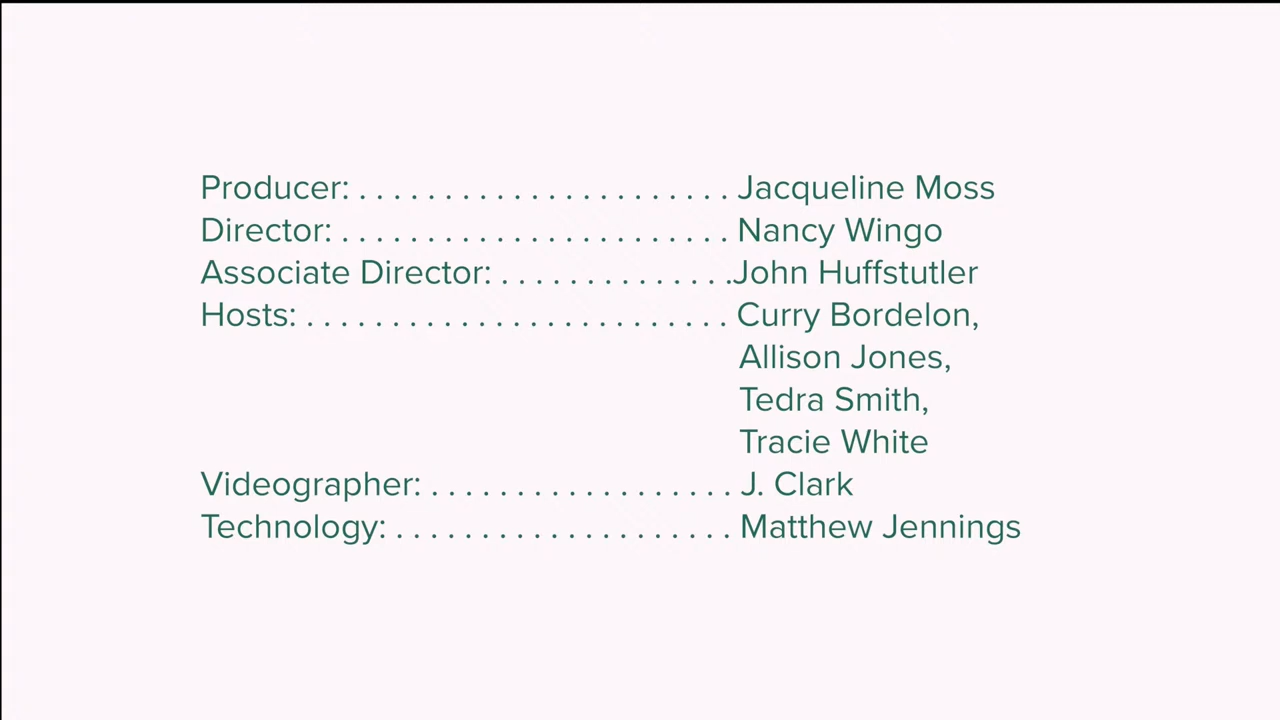 Producer: . . . . . . . . . . . . . . . . . . . . . . Jacqueline Moss
Director: . . . . . . . . . . . . . . . . . . . . . . . Nancy Wingo
Associate Director: . . . . . . . . . . . . . .John Huffstutler
Hosts: . . . . . . . . . . . . . . . . . . . . . . . . . Curry Bordelon,
Allison Jones,
Tedra Smith,
Tracie White
Videographer: . . . . . . . . . . . . . . . . . . J. Clark
Technology: . . . . . . . . . . . . . . . . . . . . Matthew Jennings